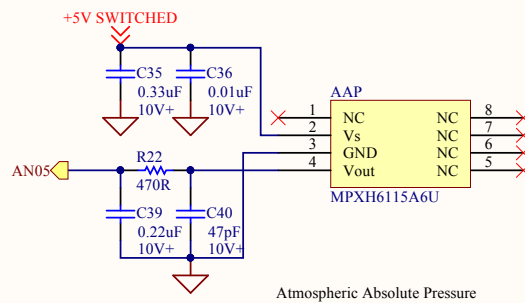 +5V SWITCHED
C35
0.33uF
10V+
C36
0.01uF
10V+
AAP
1 NC NC 8
2 Vs NC 7
3 GND NC 6
4 Vout NC 5
MPXH6115A6U
AN05
R22
470R
C39
0.22uF
10V+
C40
47pF
10V+
Atmospheric Absolute Pressure